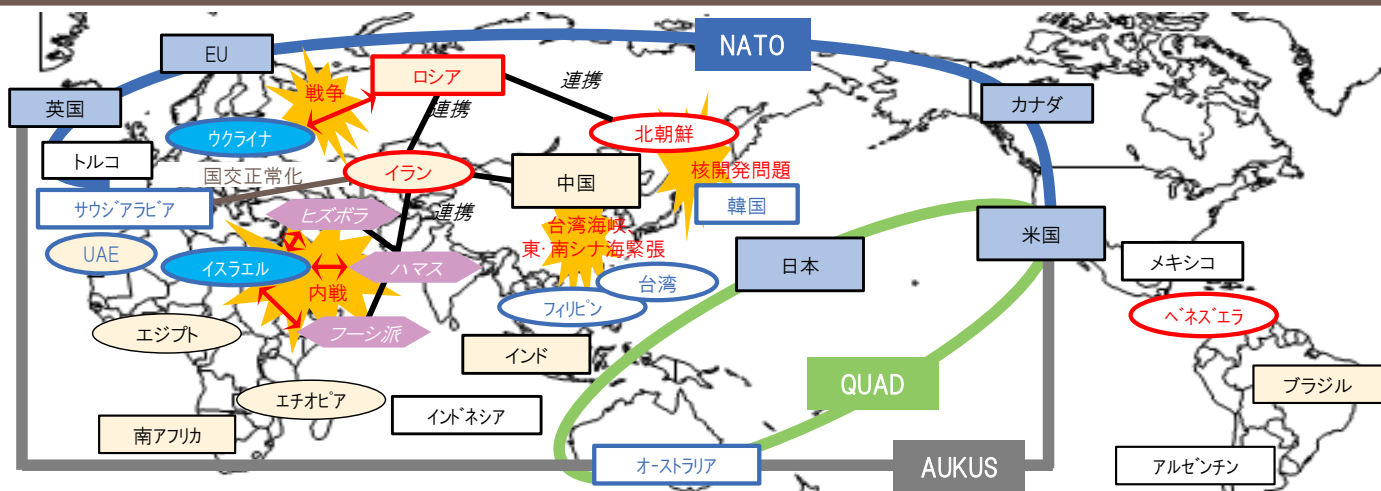 NATO
EU
ロシア
連携
戦争
連携
英国
カナダ
ウクライナ
北朝鮮
トルコ
国交正常化
イラン
中国
核開発問題
サウジアラビア
ヒズボラ
連携
韓国
台湾海峡、
東・南シナ海緊張
米国
UAE
イスラエル
ハマス
日本
メキシコ
内戦
台湾
フィリピン
ベネズエラ
エジプト
フーシ派
インド
QUAD
ブラジル
エチオピア
インドネシア
南アフリカ
オーストラリア
AUKUS
アルゼンチン